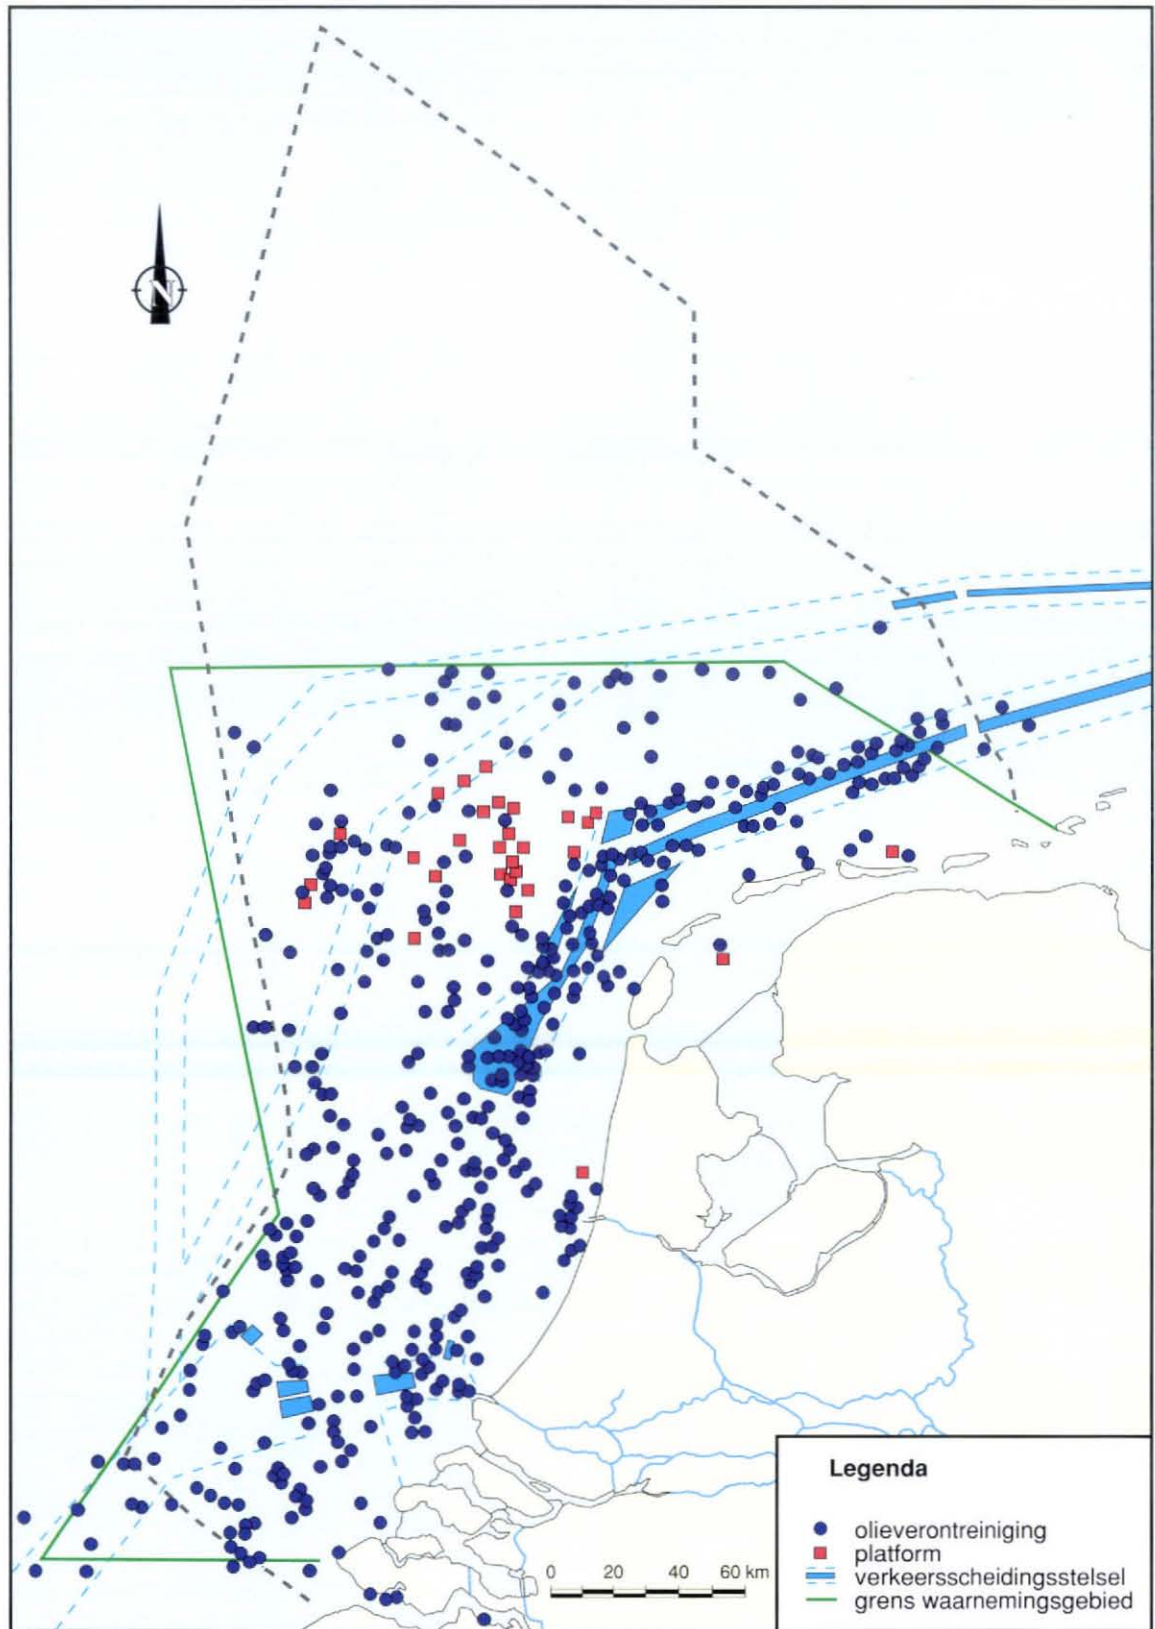 N
Legenda
olieverontreiniging
platform
verkeersscheidingsstelsel
grens waarnemingsgebied
0 20 40 60 km